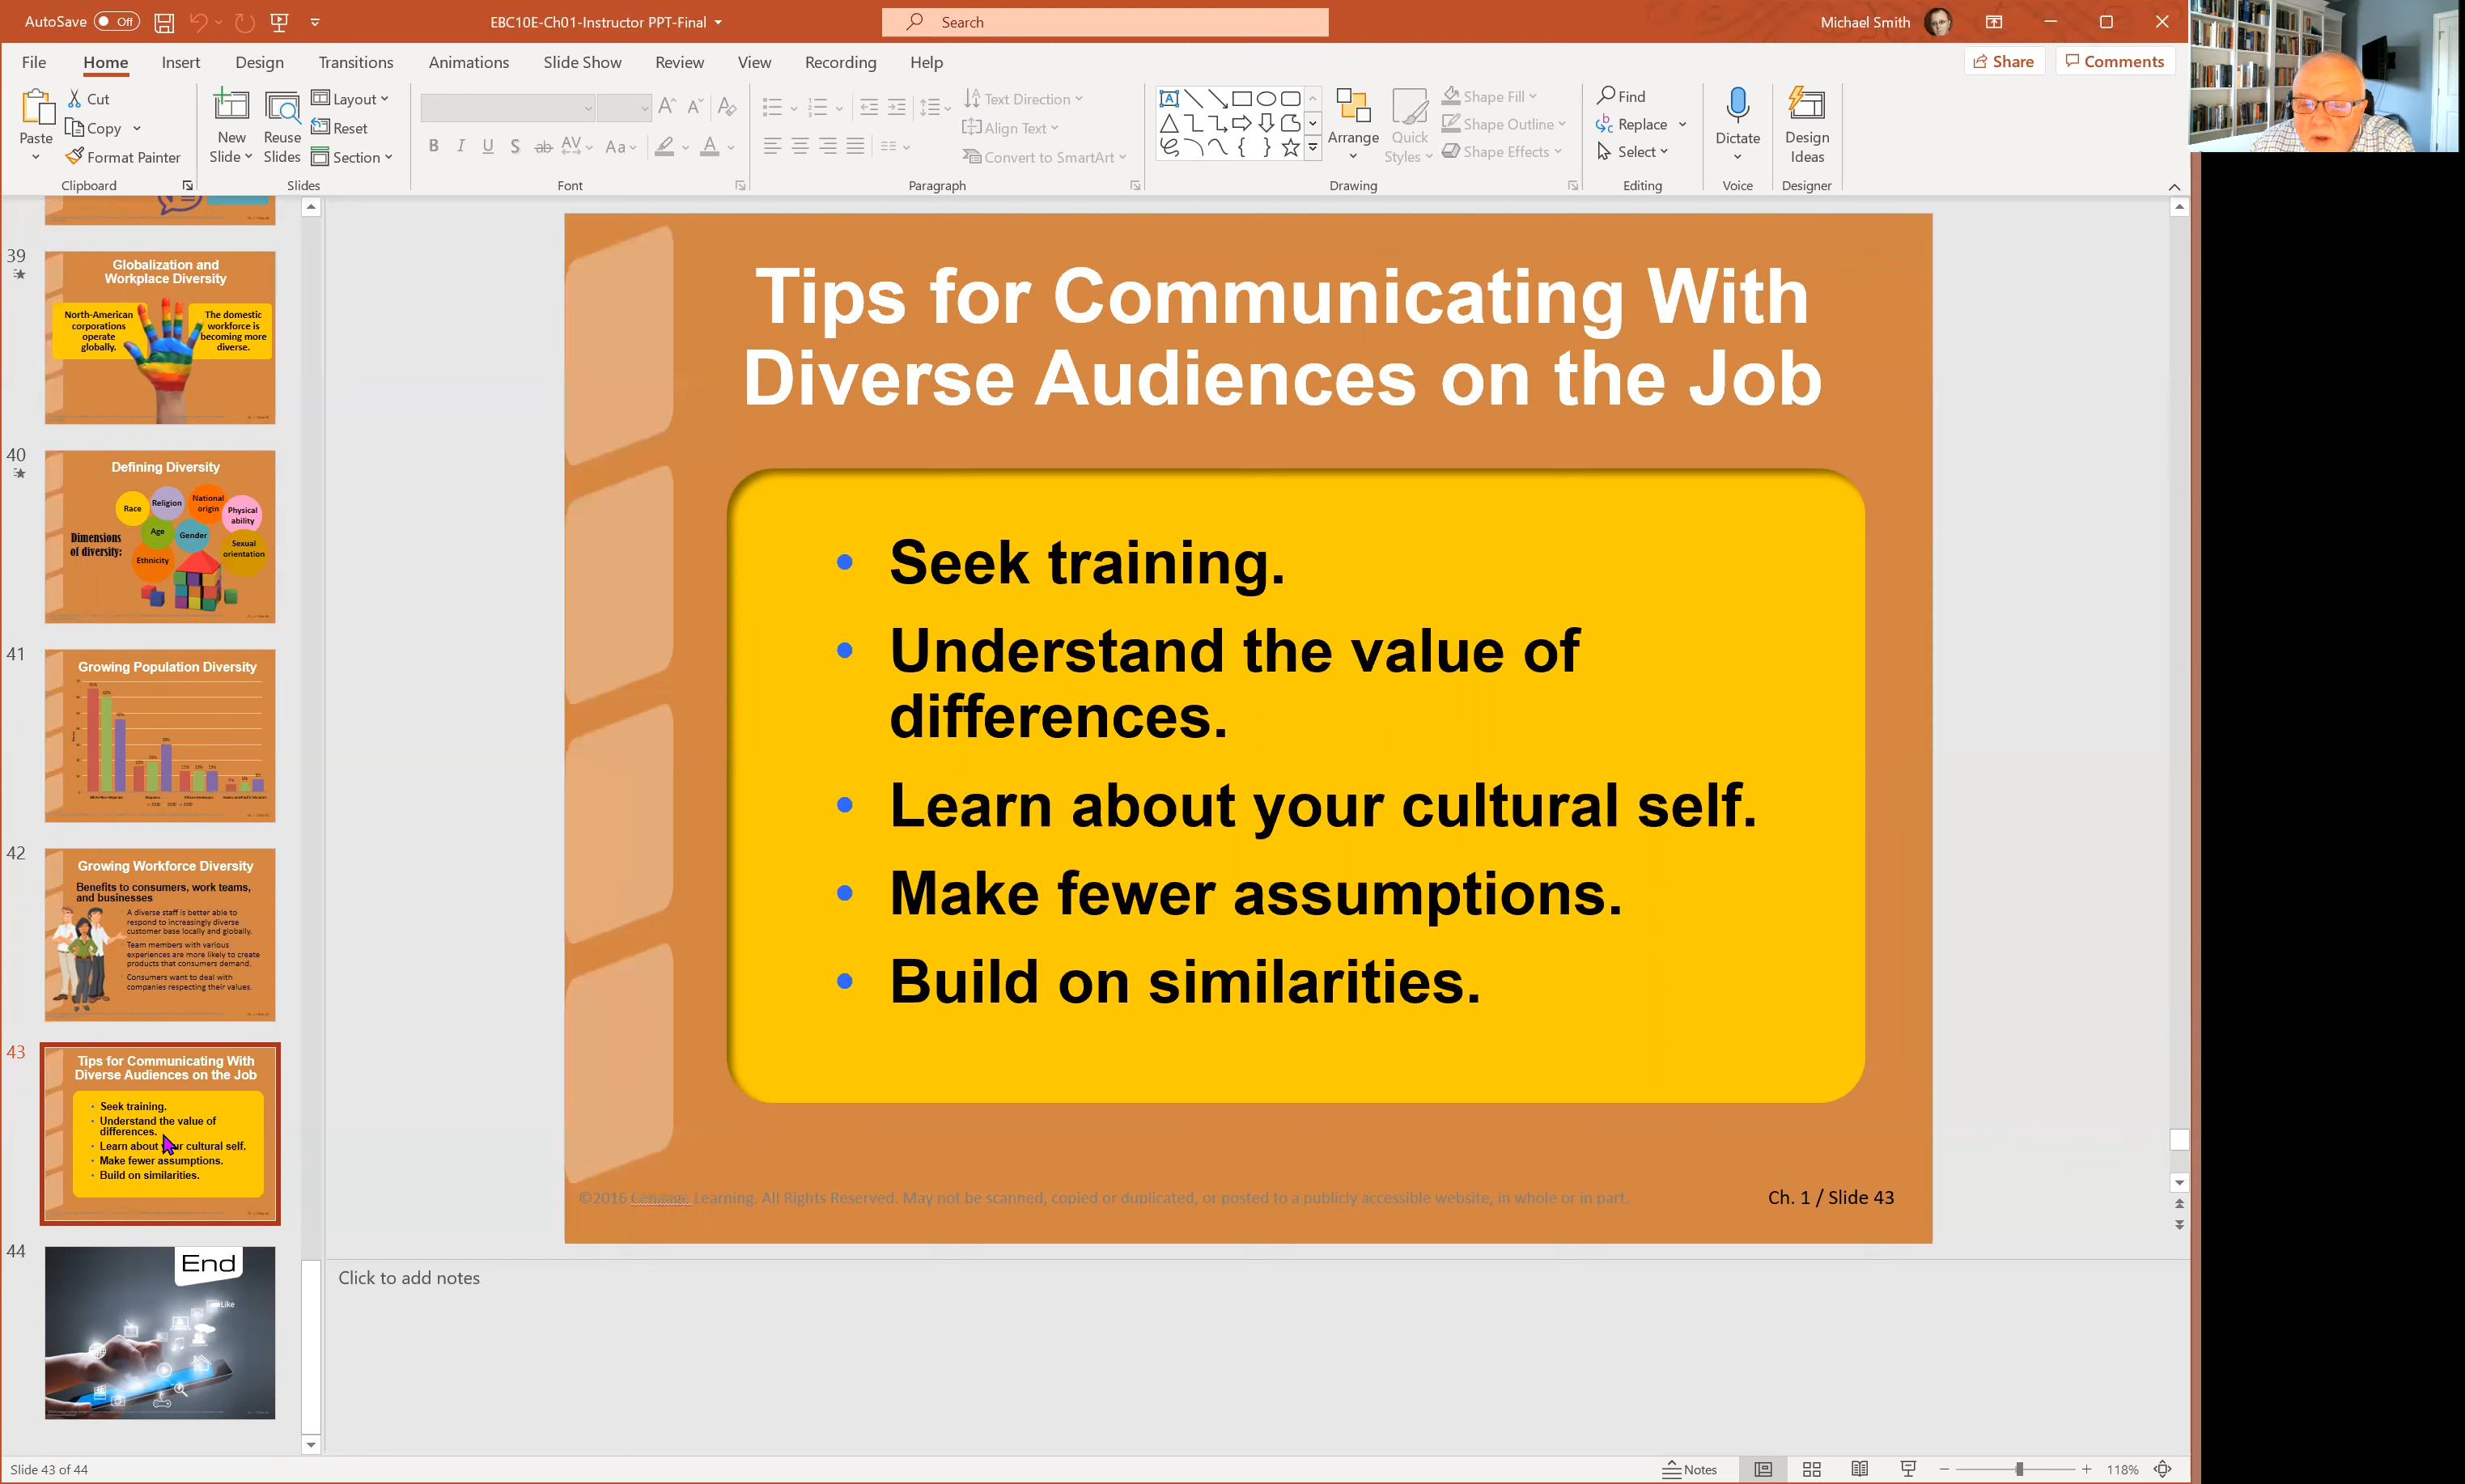 AutoSave Off
EBC10E-Ch01-Instructor PPT-Final
Search
Michael Smith
File Home Insert Design Transitions Animations Slide Show Review View Recording Help
Share Comments
Paste
Cut
Copy
Format Painter
Clipboard
New
Slide
Reuse
Slides
Layout
Reset
Section
Slides
B I U S ab AV Aa A
Font
Text Direction
Align Text
Convert to SmartArt
Paragraph
Arrange
Quick
Styles
Shape Fill
Shape Outline
Shape Effects
Drawing
Find
Replace
Select
Editing
Dictate
Voice
Design
Ideas
Designer
39
Globalization and
Workplace Diversity
North-American
corporations
operate
globally.
The domestic
workforce is
becoming more
diverse.
40
Defining Diversity
Dimensions
of diversity:
Race
Religion
National
origin
Physical
ability
Age
Gender
Sexual
orientation
Ethnicity
41
Growing Population Diversity
42
Growing Workforce Diversity
Benefits to consumers, work teams,
and businesses
A diverse staff is better able to
respond to increasingly diverse
customer base locally and globally.
Team members with various
experiences are more likely to create
products that consumers demand.
Consumers want to deal with
companies respecting their values.
43
Tips for Communicating With
Diverse Audiences on the Job
• Seek training.
• Understand the value of
differences.
• Learn about your cultural self.
• Make fewer assumptions.
• Build on similarities.
44
End
Like
Tips for Communicating With
Diverse Audiences on the Job
• Seek training.
• Understand the value of
differences.
• Learn about your cultural self.
• Make fewer assumptions.
• Build on similarities.
©2016 Cengage Learning. All Rights Reserved. May not be scanned, copied or duplicated, or posted to a publicly accessible website, in whole or in part.
Ch. 1 / Slide 43
Click to add notes
Slide 43 of 44
Notes
118%